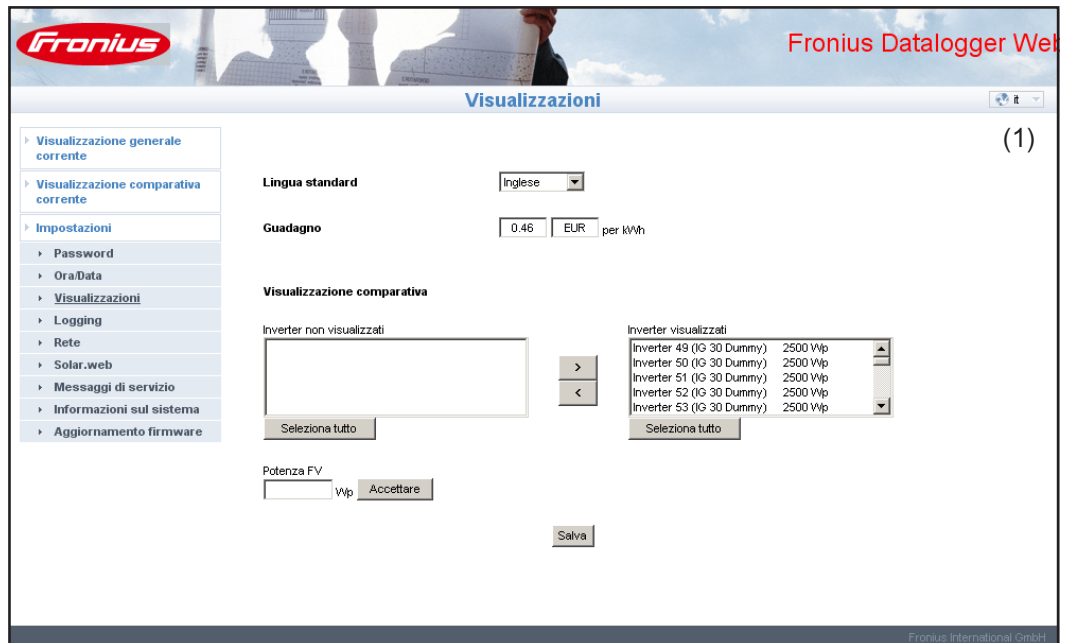 Fronius
Fronius Datalogger Web
Visualizzazioni
it
(1)
Visualizzazione generale
corrente
Visualizzazione comparativa
corrente
Impostazioni
Password
Ora/Data
Visualizzazioni
Logging
Rete
Solar.web
Messaggi di servizio
Informazioni sul sistema
Aggiornamento firmware
Lingua standard Inglese
Guadagno 0.46 EUR per kWh
Visualizzazione comparativa
Inverter non visualizzati
Seleziona tutto
>
<
Inverter visualizzati
Inverter 49 (IG 30 Dummy) 2500 Wp
Inverter 50 (IG 30 Dummy) 2500 Wp
Inverter 51 (IG 30 Dummy) 2500 Wp
Inverter 52 (IG 30 Dummy) 2500 Wp
Inverter 53 (IG 30 Dummy) 2500 Wp
Seleziona tutto
Potenza FV
Wp Accettare
Salva
Fronius International GmbH